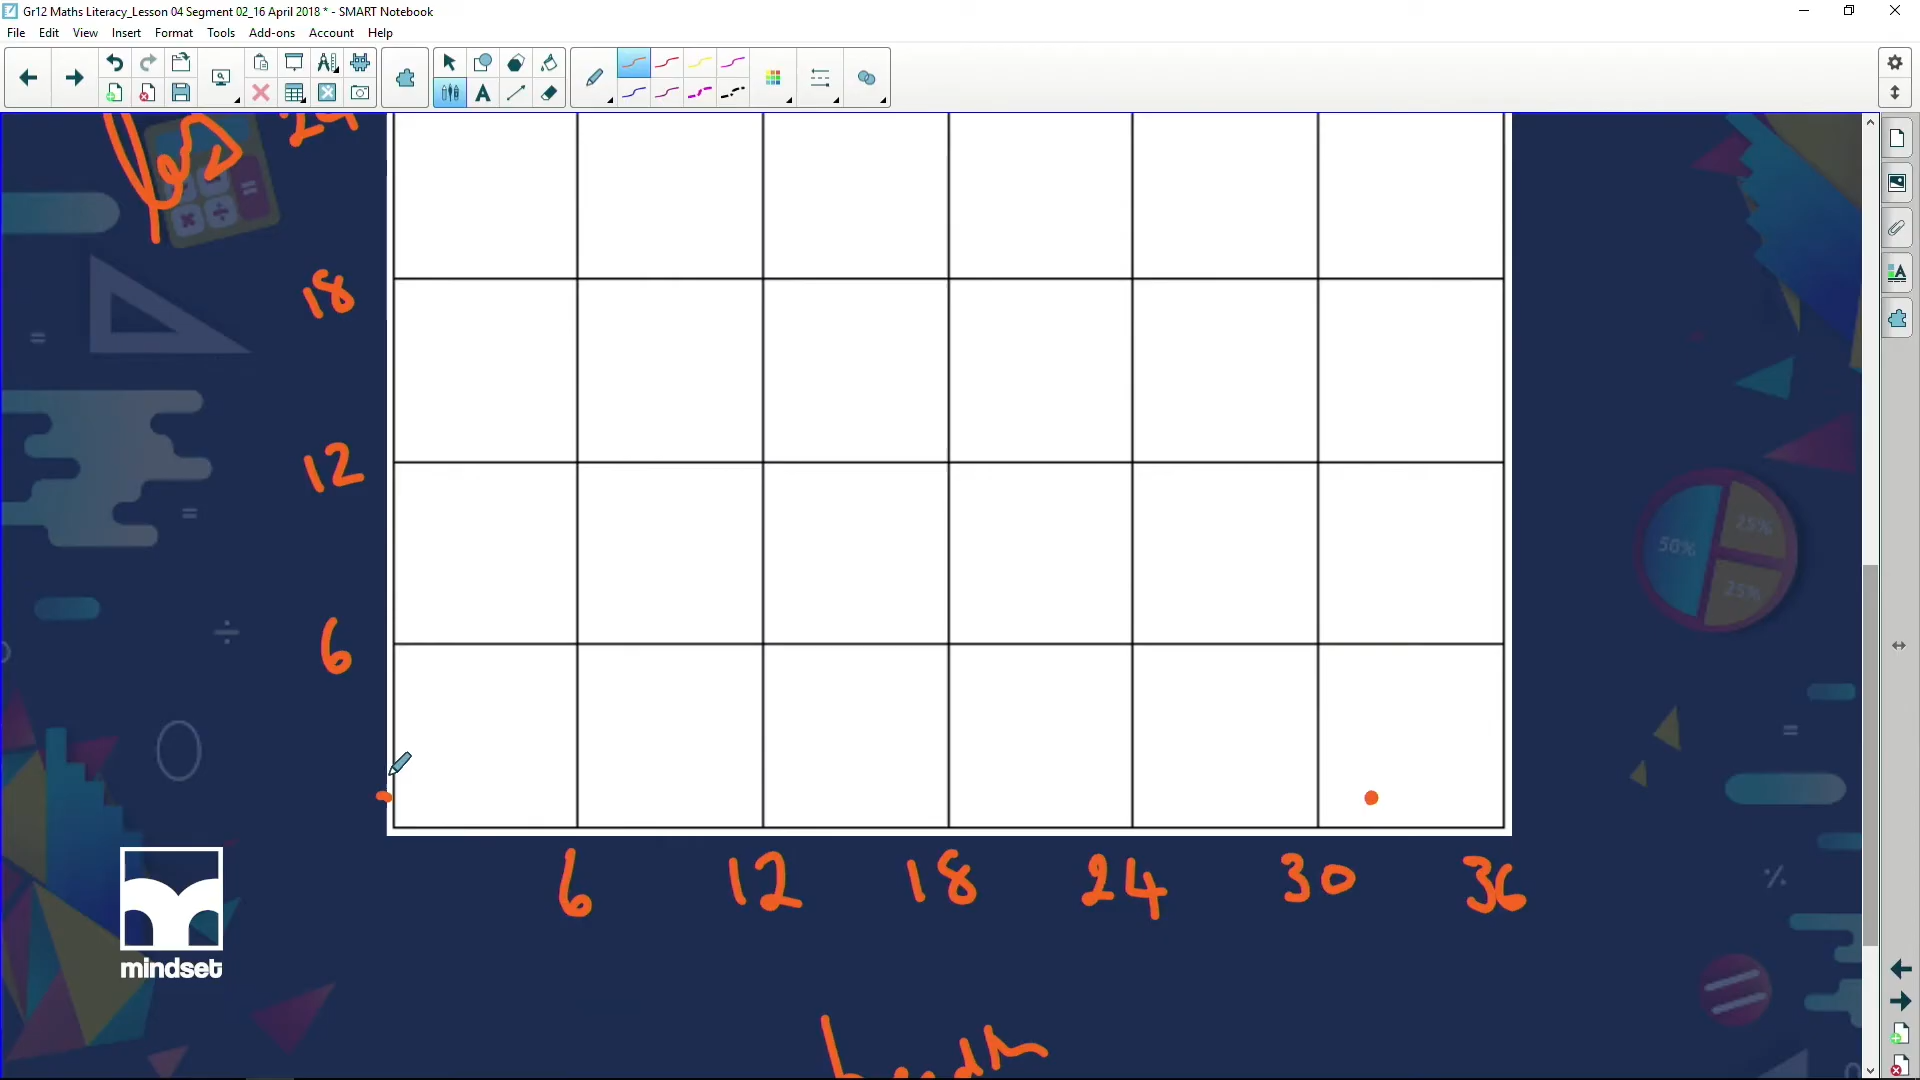 Gr12 Maths Literacy_Lesson 04 Segment 02_16 April 2018 * - SMART Notebook
File Edit View Insert Format Tools Add-ons Account Help
24
18
12
6
6 12 18 24 30 36
50%
25%
25%
mindset